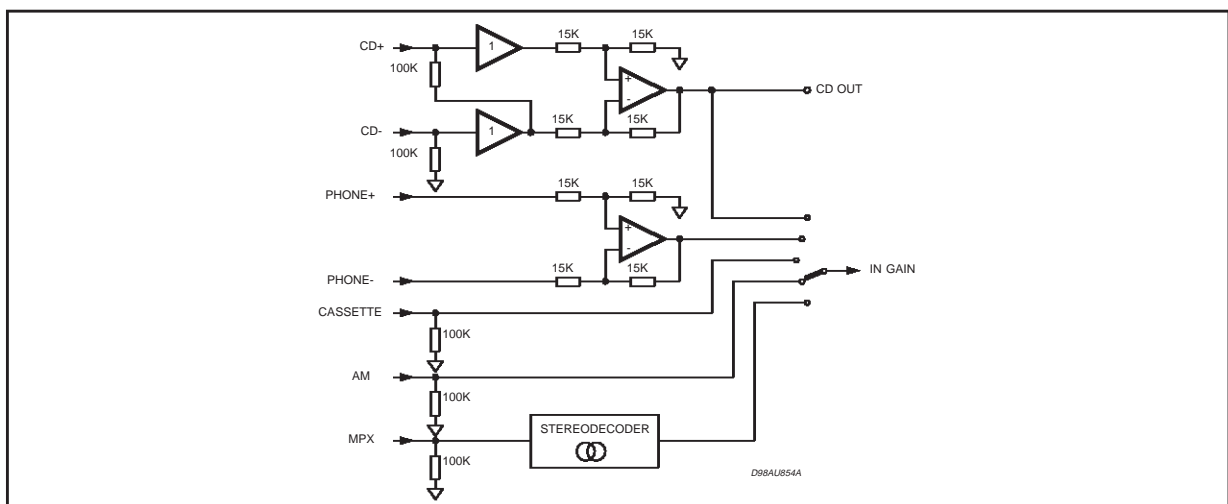 15K 15K
CD+
1
100K
+
-
CD OUT
15K 15K
CD-
1
100K
15K 15K
PHONE+
+
-
IN GAIN
15K 15K
PHONE-
CASSETTE
100K
AM
100K
STEREODECODER
MPX
100K
D98AU854A